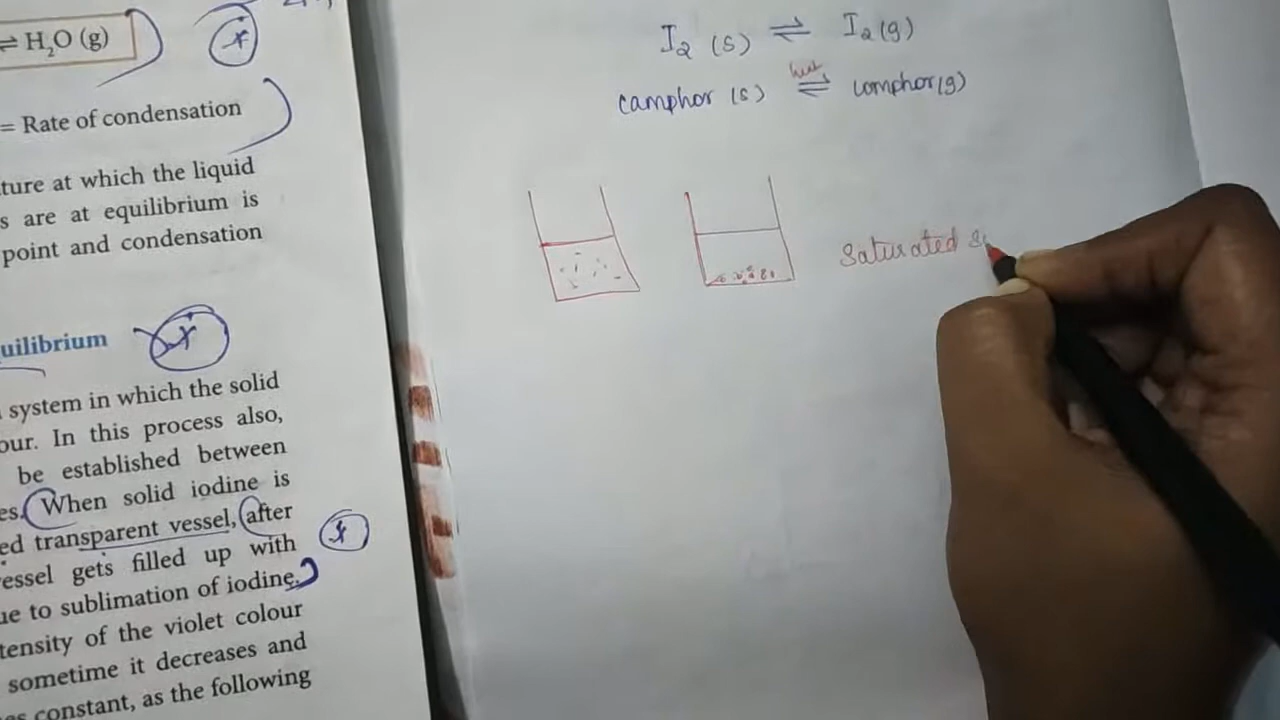 ⇌ H₂O (g)
= Rate of condensation
ture at which the liquid
s are at equilibrium is
point and condensation
uilibrium
system in which the solid
our. In this process also,
be established between
es. When solid iodine is
ed transparent vessel, after
essel gets filled up with
ue to sublimation of iodine.
tensity of the violet colour
sometime it decreases and
es constant, as the following
I₂ (s) ⇌ I₂(g)
heat
camphor (s) ⇌ comphor(g)
Saturated